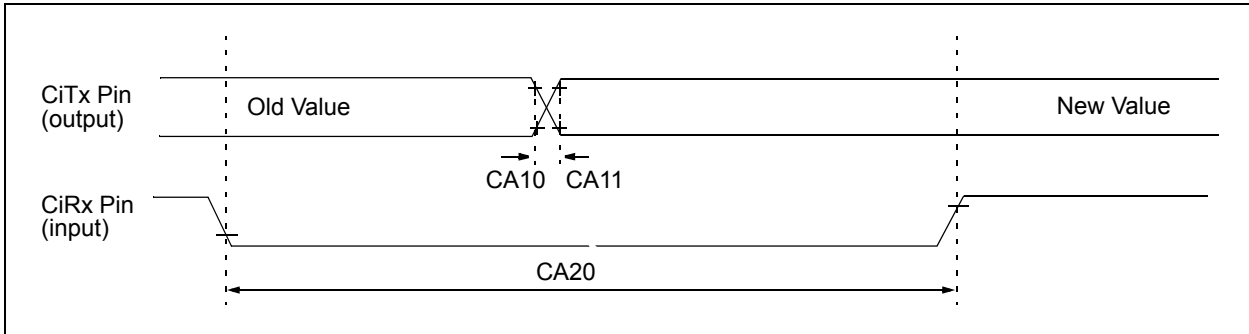 CiTx Pin
(output)
Old Value
New Value
CA10 CA11
CiRx Pin
(input)
CA20